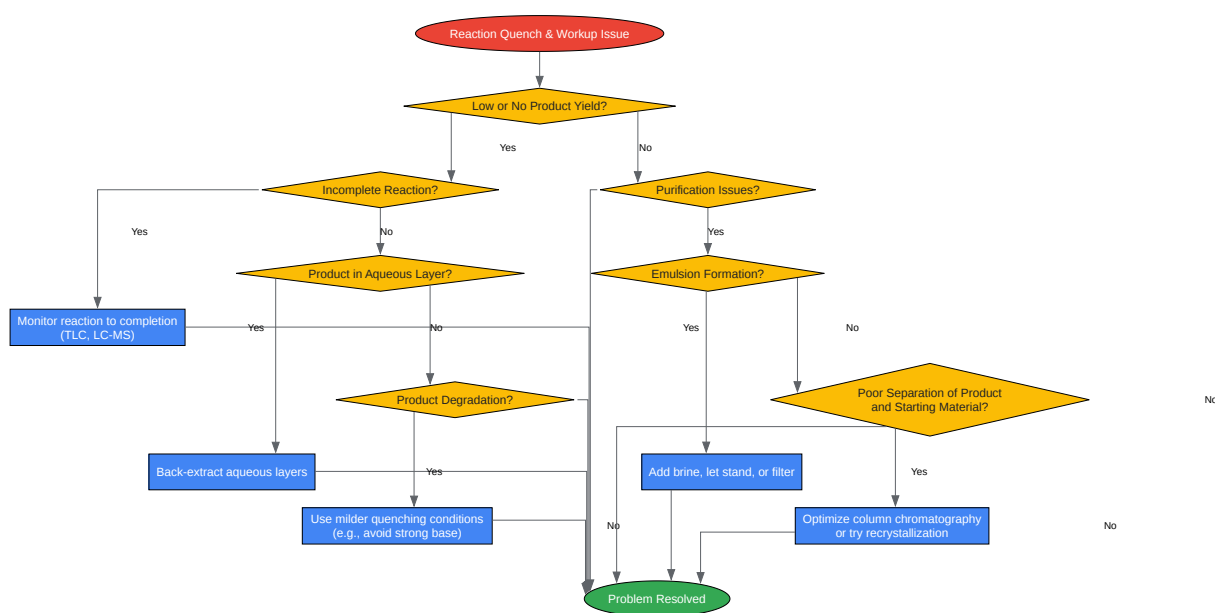 Reaction Quench & Workup Issue
Low or No Product Yield?
Yes
No
Incomplete Reaction?
Purification Issues?
Yes
No
Yes
Product in Aqueous Layer?
Emulsion Formation?
Monitor reaction to completion
(TLC, LC-MS)
Yes
No
Yes
No
Product Degradation?
Poor Separation of Product
and Starting Material?
No
Back-extract aqueous layers
Yes
Add brine, let stand, or filter
Yes
Use milder quenching conditions
(e.g., avoid strong base)
No
Optimize column chromatography
or try recrystallization
No
Problem Resolved